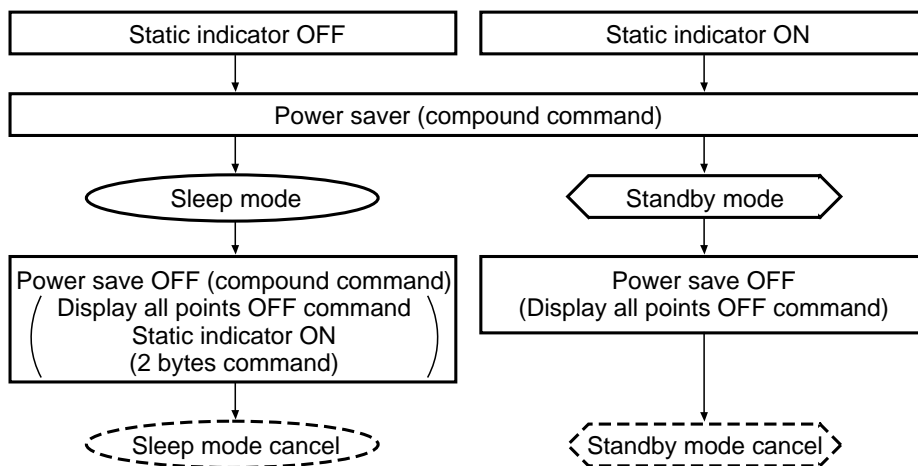 Static indicator OFF
Static indicator ON
Power saver (compound command)
Sleep mode
Standby mode
Power save OFF (compound command)
Display all points OFF command
Static indicator ON
(2 bytes command)
Power save OFF
(Display all points OFF command)
Sleep mode cancel
Standby mode cancel